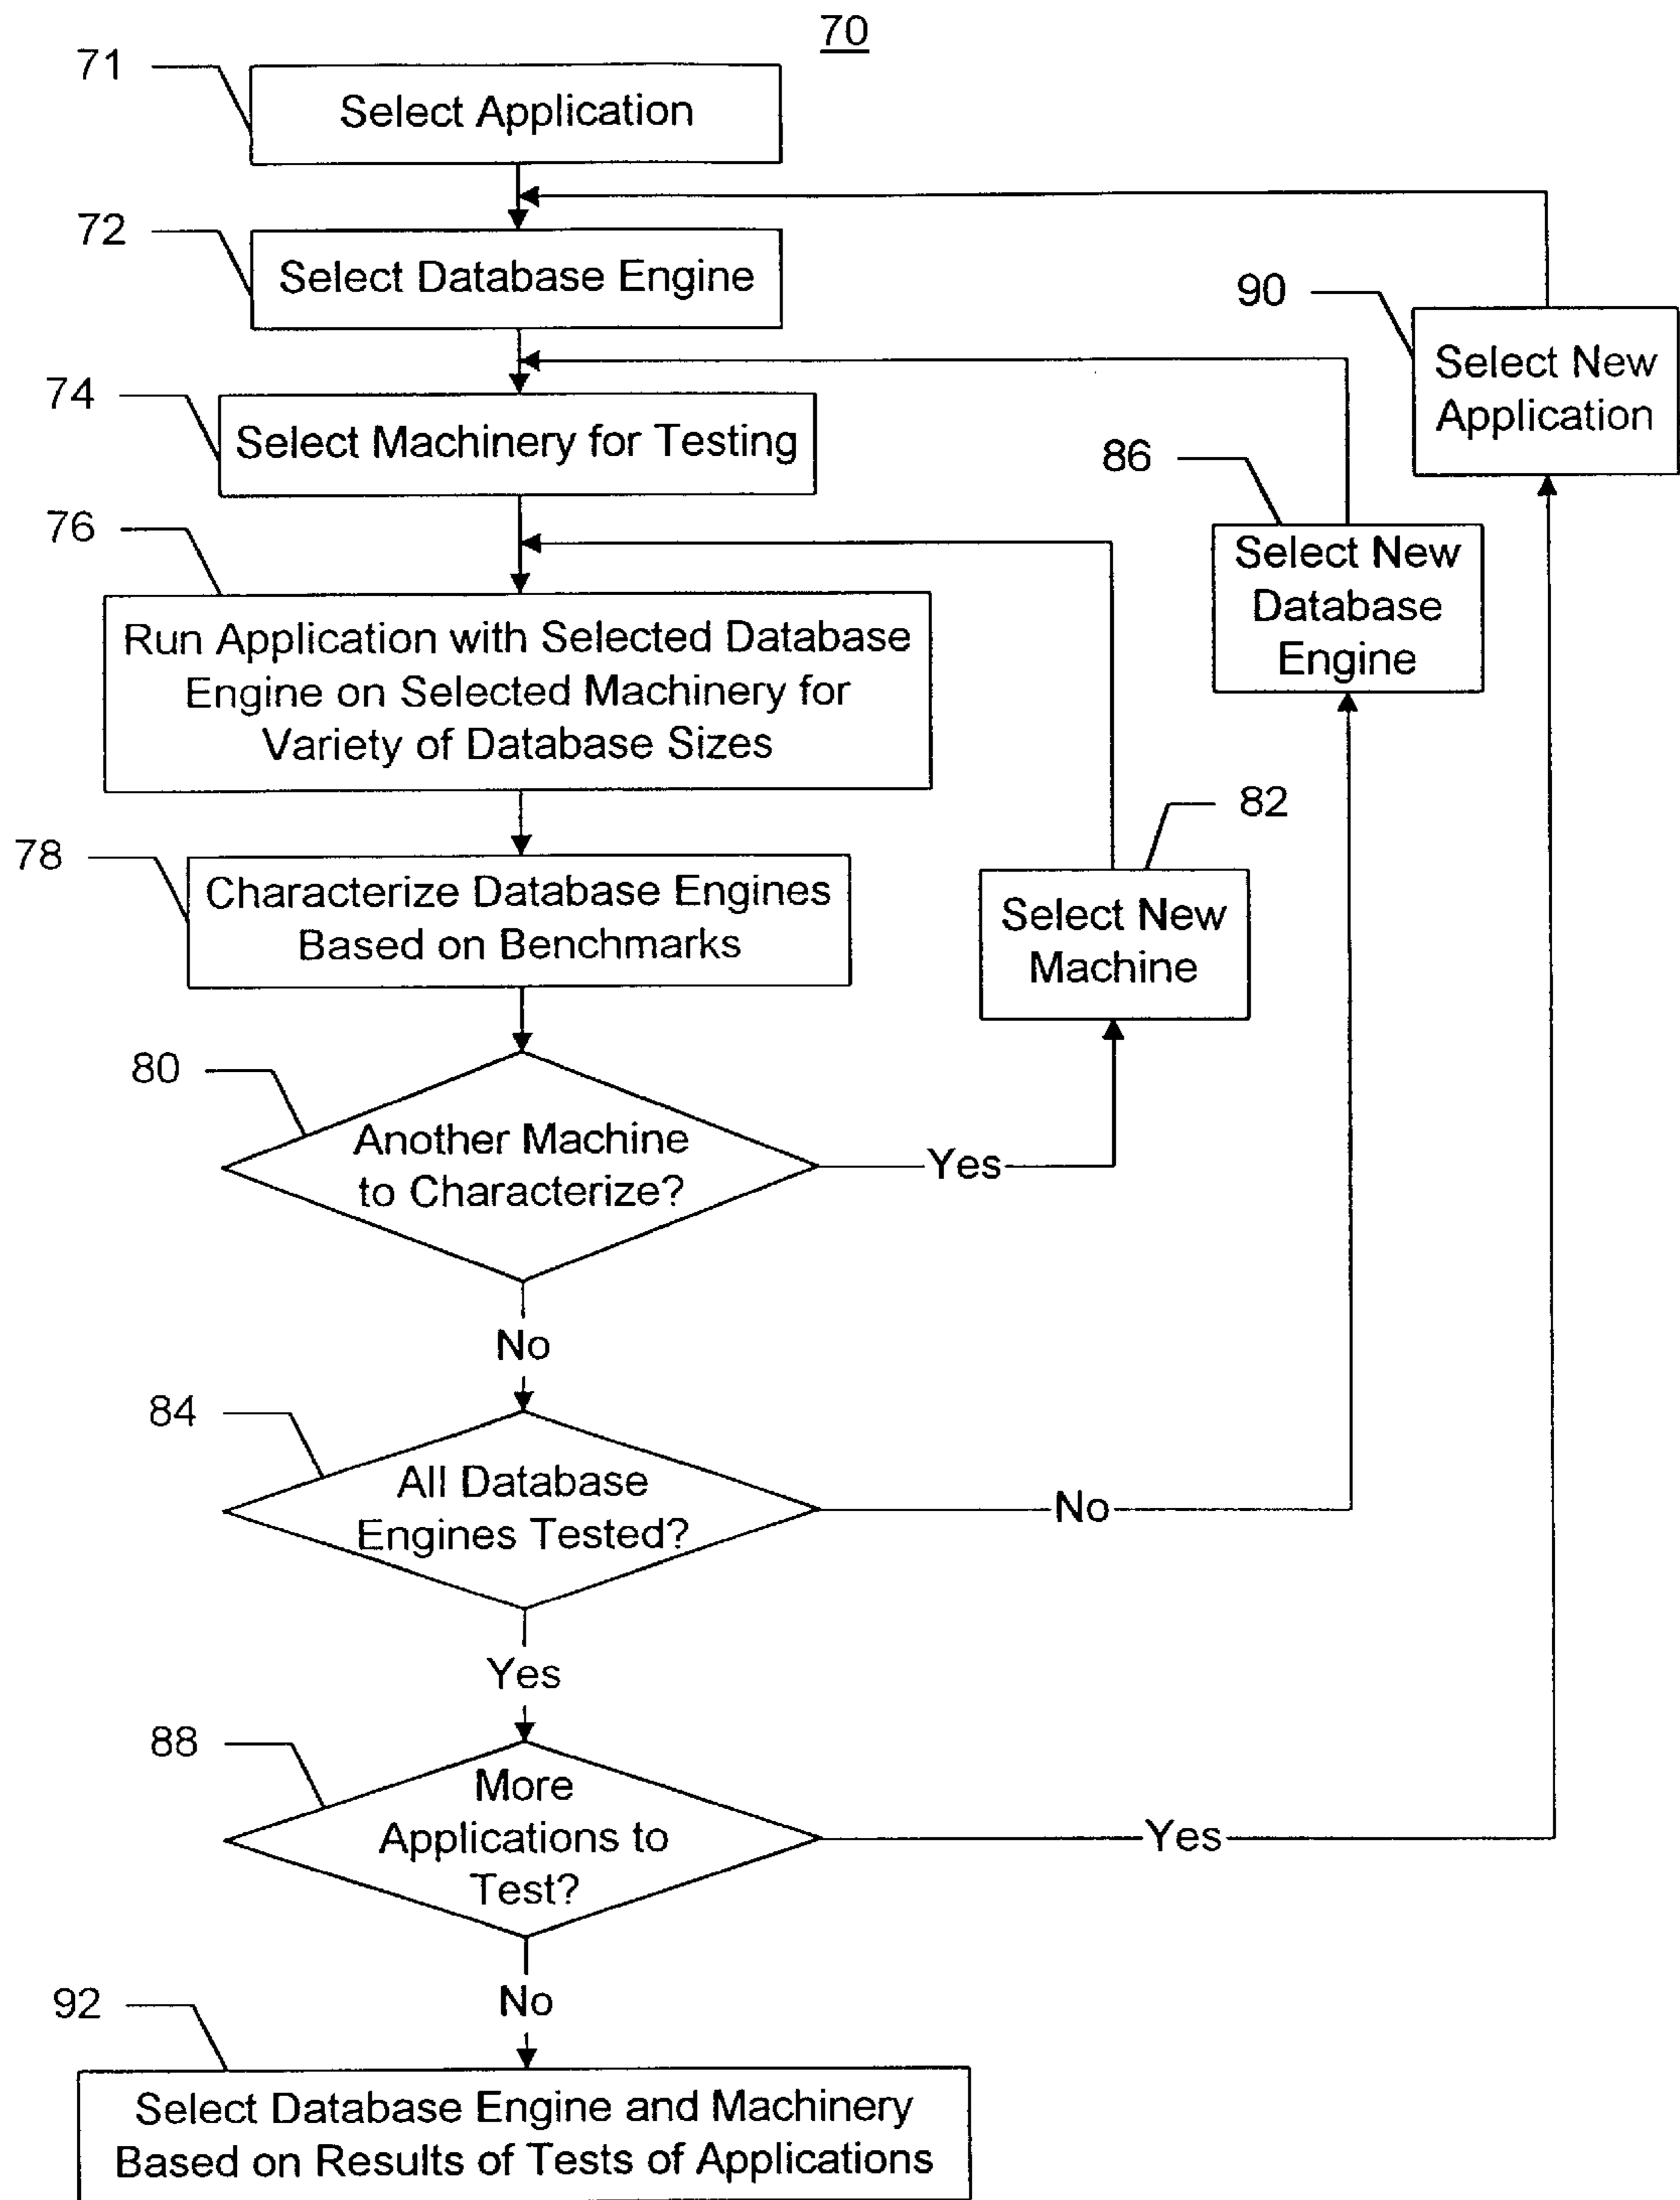 70
71
Select Application
72
Select Database Engine
90
Select New
Application
74
Select Machinery for Testing
86
Select New
Database
Engine
76
Run Application with Selected Database
Engine on Selected Machinery for
Variety of Database Sizes
82
Select New
Machine
78
Characterize Database Engines
Based on Benchmarks
80
Another Machine
to Characterize?
Yes
No
84
All Database
Engines Tested?
No
Yes
88
More
Applications to
Test?
Yes
No
92
Select Database Engine and Machinery
Based on Results of Tests of Applications